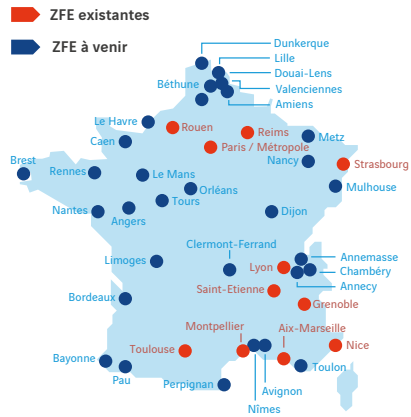 ZFE existantes
ZFE à venir
Dunkerque
Lille
Douai-Lens
Béthune
Valenciennes
Amiens
Le Havre
Rouen
Reims
Metz
Caen
Paris / Métropole
Nancy
Strasbourg
Brest
Rennes
Le Mans
Mulhouse
Orléans
Tours
Nantes
Angers
Dijon
Clermont-Ferrand
Annemasse
Limoges
Lyon
Chambéry
Annecy
Saint-Etienne
Bordeaux
Grenoble
Montpellier
Aix-Marseille
Toulouse
Nice
Bayonne
Toulon
Pau
Perpignan
Avignon
Nîmes